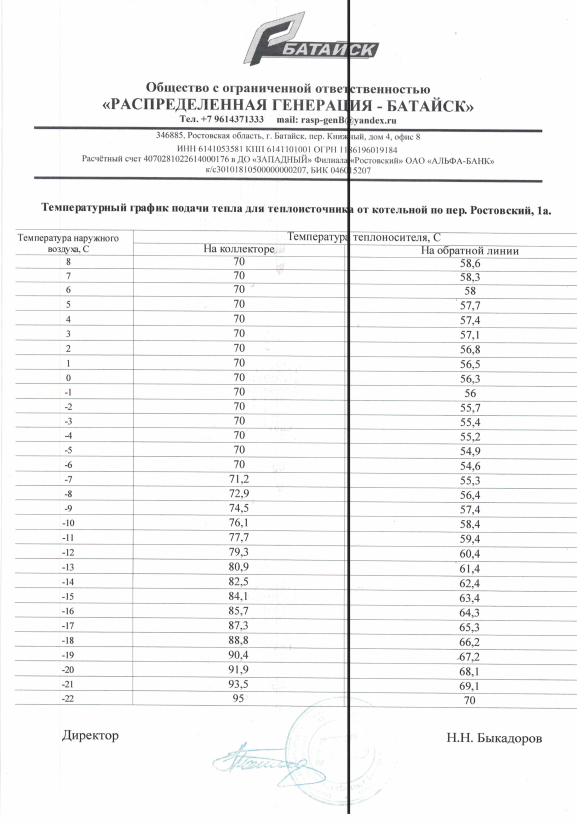 БАТАЙСК
Общество с ограниченной ответственностью
«РАСПРЕДЕЛЕННАЯ ГЕНЕРАЦИЯ - БАТАЙСК»
Тел. +7 9614371333 mail: rasp-genB@yandex.ru
346885, Ростовская область, г. Батайск, пер. Книжный, дом 4, офис 8
ИНН 6141053581 КПП 6141101001 ОГРН 1186196019184
Расчётный счет 4070281022614000176 в ДО «ЗАПАДНЫЙ» Филиала «Ростовский» ОАО «АЛЬФА-БАНК»
к/с30101810500000000207, БИК 046015207
Температурный график подачи тепла для теплоисточника от котельной по пер. Ростовский, 1а.
Температура наружного воздуха, С Температура теплоносителя, С
На коллекторе На обратной линии
8 70 58,6
7 70 58,3
6 70 58
5 70 57,7
4 70 57,4
3 70 57,1
2 70 56,8
1 70 56,5
0 70 56,3
-1 70 56
-2 70 55,7
-3 70 55,4
-4 70 55,2
-5 70 54,9
-6 70 54,6
-7 71,2 55,3
-8 72,9 56,4
-9 74,5 57,4
-10 76,1 58,4
-11 77,7 59,4
-12 79,3 60,4
-13 80,9 61,4
-14 82,5 62,4
-15 84,1 63,4
-16 85,7 64,3
-17 87,3 65,3
-18 88,8 66,2
-19 90,4 67,2
-20 91,9 68,1
-21 93,5 69,1
-22 95 70
Директор Н.Н. Быкадоров